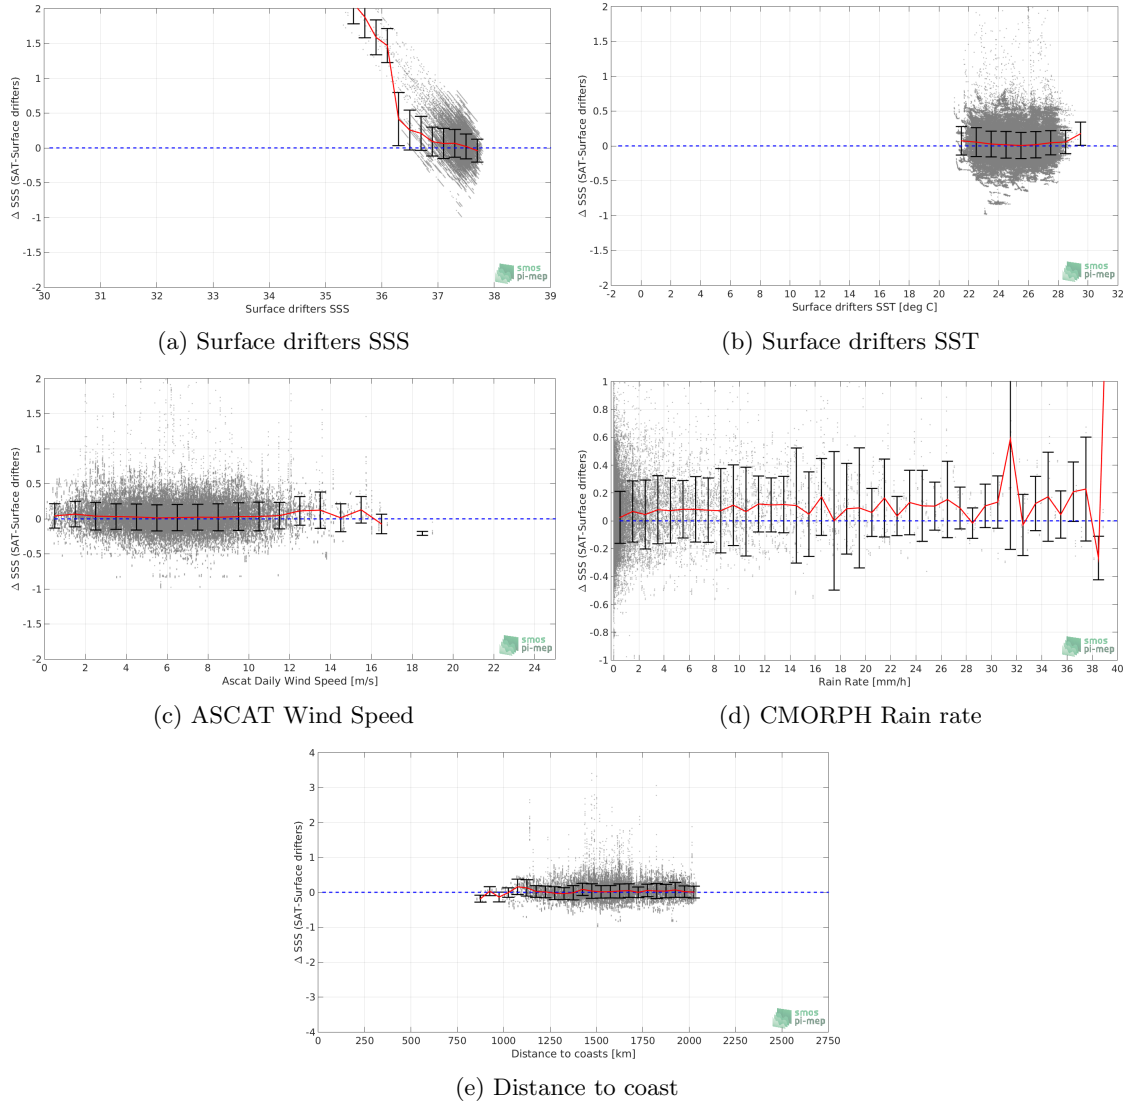 2
1.5
1
0.5
0
-0.5
-1
-1.5
-2
Δ SSS (SAT-Surface drifters)
30 31 32 33 34 35 36 37 38 39
Surface drifters SSS
smos
pi-mep
(a) Surface drifters SSS
2
1.5
1
0.5
0
-0.5
-1
-1.5
-2
Δ SSS (SAT-Surface drifters)
-2 0 2 4 6 8 10 12 14 16 18 20 22 24 26 28 30 32
Surface drifters SST [deg C]
smos
pi-mep
(b) Surface drifters SST
2
1.5
1
0.5
0
-0.5
-1
-1.5
-2
Δ SSS (SAT-Surface drifters)
0 2 4 6 8 10 12 14 16 18 20 22 24
Ascat Daily Wind Speed [m/s]
smos
pi-mep
(c) ASCAT Wind Speed
1
0.8
0.6
0.4
0.2
0
-0.2
-0.4
-0.6
-0.8
-1
Δ SSS (SAT-Surface drifters)
0 2 4 6 8 10 12 14 16 18 20 22 24 26 28 30 32 34 36 38 40
Rain Rate [mm/h]
smos
pi-mep
(d) CMORPH Rain rate
4
3
2
1
0
-1
-2
-3
-4
Δ SSS (SAT-Surface drifters)
0 250 500 750 1000 1250 1500 1750 2000 2250 2500 2750
Distance to coasts [km]
smos
pi-mep
(e) Distance to coast